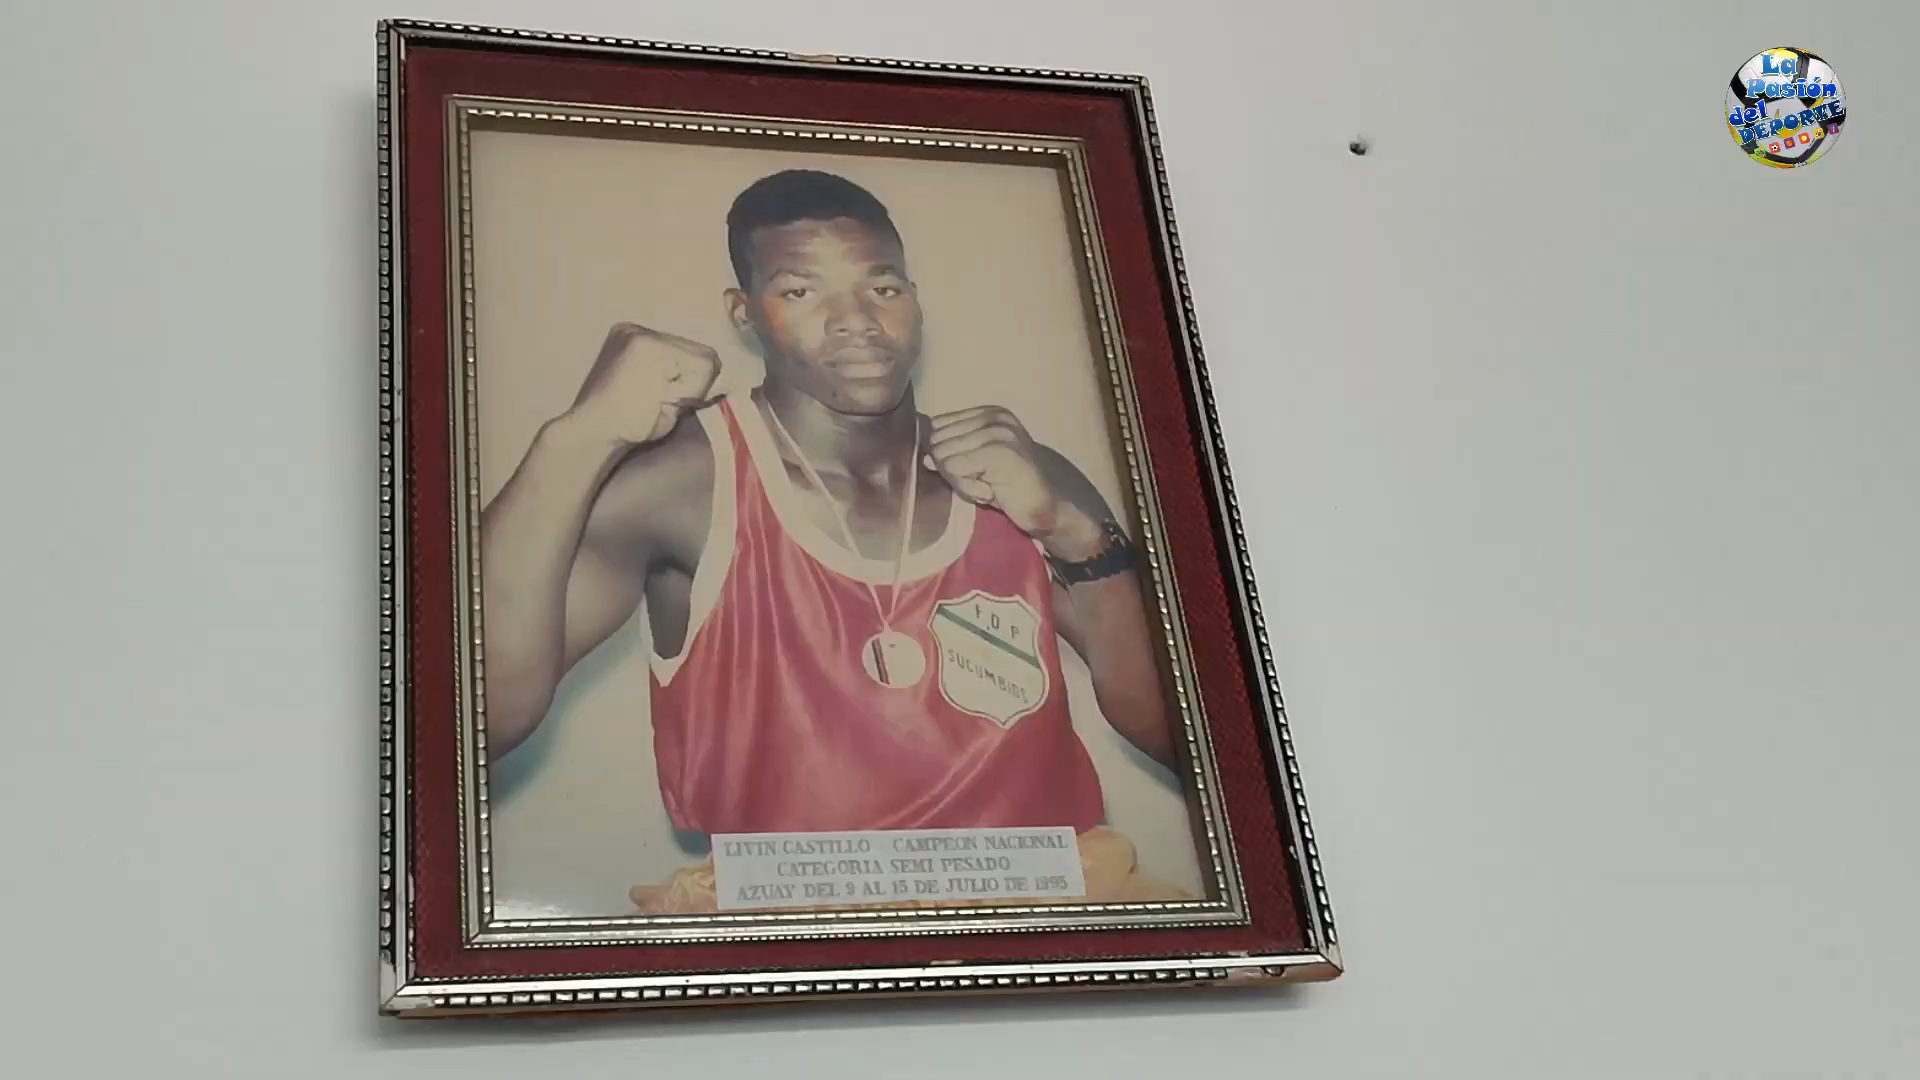 La
Pasión
del DEPORTE
F.D.P
SUCUMBIOS
LIVIN CASTILLO - CAMPEON NACIONAL
CATEGORIA SEMI PESADO
AZUAY DEL 9 AL 15 DE JULIO DE 1995